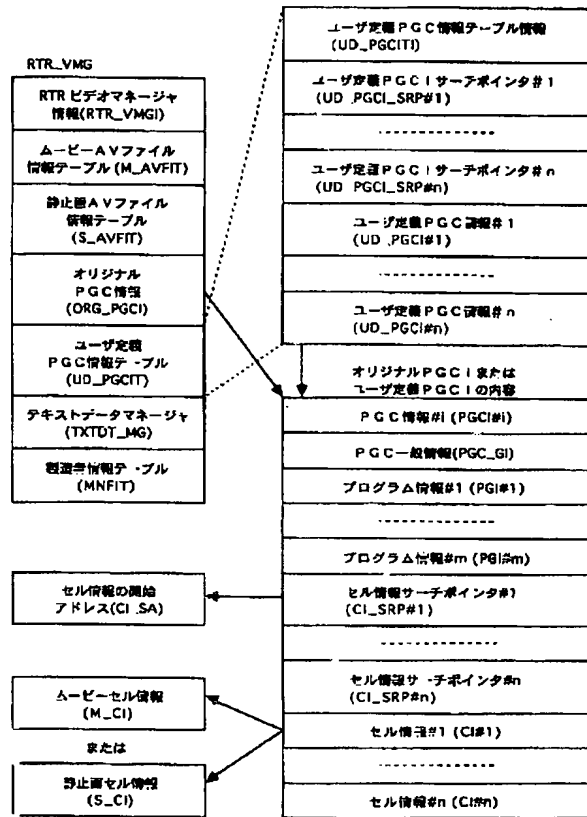 RTR_VMG
RTRビデオマネージャ
情報(RTR_VMGI)
ムービーAVファイル
情報テーブル(M_AVFIT)
静止画AVファイル
情報テーブル
(S_AVFIT)
オリジナル
PGC情報
(ORG_PGCI)
ユーザ定義
PGC情報テーブル
(UD_PGCIT)
テキストデータマネージャ
(TXTDT_MG)
製造者情報テーブル
(MNFIT)
ユーザ定義PGC情報テーブル情報
(UD_PGCITI)
ユーザ定義PGCIサーチポインタ#1
(UD_PGCI_SRP#1)
ユーザ定義PGCIサーチポインタ#n
(UD_PGCI_SRP#n)
ユーザ定義PGC情報#1
(UD_PGCI#1)
ユーザ定義PGC情報#n
(UD_PGCI#n)
オリジナルPGCIまたは
ユーザ定義PGCIの内容
PGC情報#i (PGCI#i)
PGC一般情報(PGC_GI)
プログラム情報#1 (PGI#1)
プログラム情報#m (PGI#m)
セル情報サーチポインタ#1
(CI_SRP#1)
セル情報サーチポインタ#n
(CI_SRP#n)
セル情報#1 (CI#1)
セル情報#n (CI#n)
セル情報の開始
アドレス(CI_SA)
ムービーセル情報
(M_CI)
または
静止画セル情報
(S_CI)